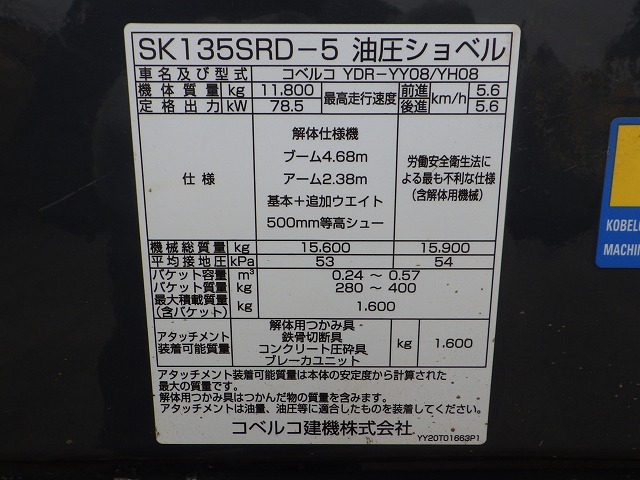 SK135SRD-5 油圧ショベル
車名及び型式 コベルコ YDR-YY08/YH08
機体質量 kg 11,800 最高走行速度 前進 km/h 5.6
定格出力 kW 78.5 後進 5.6
仕様
解体仕様機
ブーム4.68m
アーム2.38m
基本+追加ウエイト
500mm等高シュー
労働安全衛生法に
よる最も不利な仕様
(含解体用機械)
機械総質量 kg 15,600 15,900
平均接地圧 kPa 53 54
バケット容量 m³ 0.24 ~ 0.57
バケット質量 kg 280 ~ 400
最大積載質量
(含バケット) kg 1,600
アタッチメント
装着可能質量
解体用つかみ具
鉄骨切断具
コンクリート圧砕具
ブレーカユニット
kg 1,600
アタッチメント装着可能質量は本体の安定度から計算された
最大の質量です。
解体用つかみ具はつかんだ物の質量を含みます。
アタッチメントは油量、油圧等に適合したものを装着してください。
コベルコ建機株式会社
YY20T01663P1
KOBELC
MACHIN